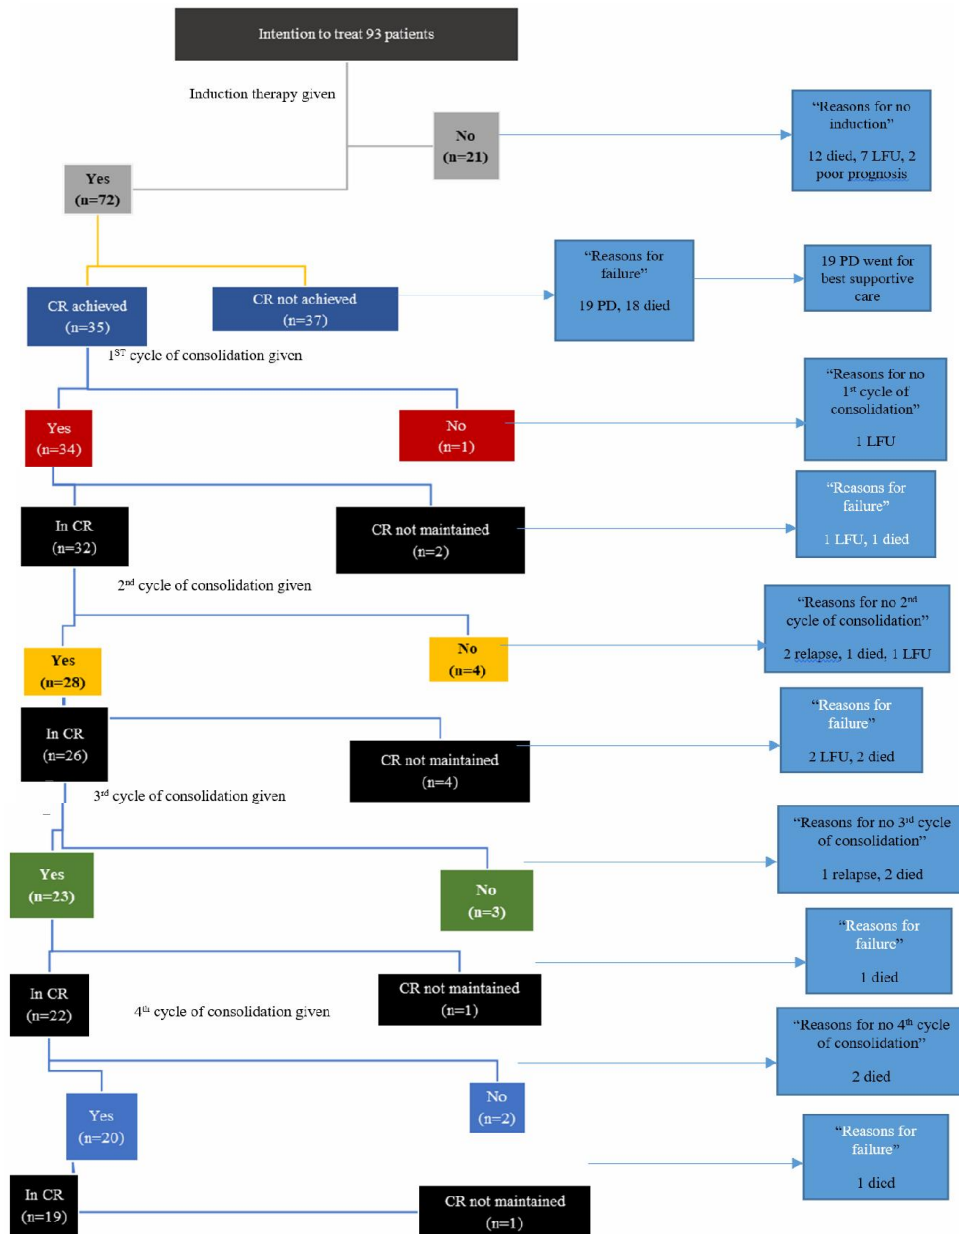 Intention to treat 93 patients
Induction therapy given
No
(n=21)
“Reasons for no
induction”
12 died, 7 LFU, 2
poor prognosis
Yes
(n=72)
CR achieved
(n=35)
CR not achieved
(n=37)
“Reasons for
failure”
19 PD, 18 died
19 PD went for
best supportive
care
1ST cycle of consolidation given
Yes
(n=34)
No
(n=1)
“Reasons for no
1st cycle of
consolidation”
1 LFU
In CR
(n=32)
CR not maintained
(n=2)
“Reasons for
failure”
1 LFU, 1 died
2nd cycle of consolidation given
Yes
(n=28)
No
(n=4)
“Reasons for no 2nd
cycle of consolidation”
2 relapse, 1 died, 1 LFU
In CR
(n=26)
CR not maintained
(n=4)
“Reasons for
failure”
2 LFU, 2 died
3rd cycle of consolidation given
Yes
(n=23)
No
(n=3)
“Reasons for no 3rd cycle
of consolidation”
1 relapse, 2 died
In CR
(n=22)
CR not maintained
(n=1)
“Reasons for
failure”
1 died
4th cycle of consolidation given
Yes
(n=20)
No
(n=2)
“Reasons for no 4th cycle
of consolidation”
2 died
In CR
(n=19)
CR not maintained
(n=1)
“Reasons for
failure”
1 died